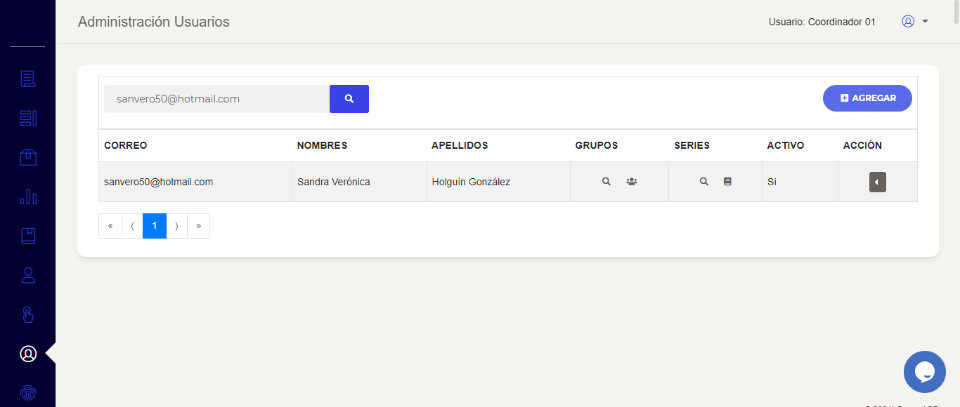 Administración Usuarios
Usuario: Coordinador 01
sanvero50@hotmail.com
AGREGAR
CORREO NOMBRES APELLIDOS GRUPOS SERIES ACTIVO ACCIÓN
sanvero50@hotmail.com Sandra Verónica Holguín González Si
« ⟨ 1 ⟩ »